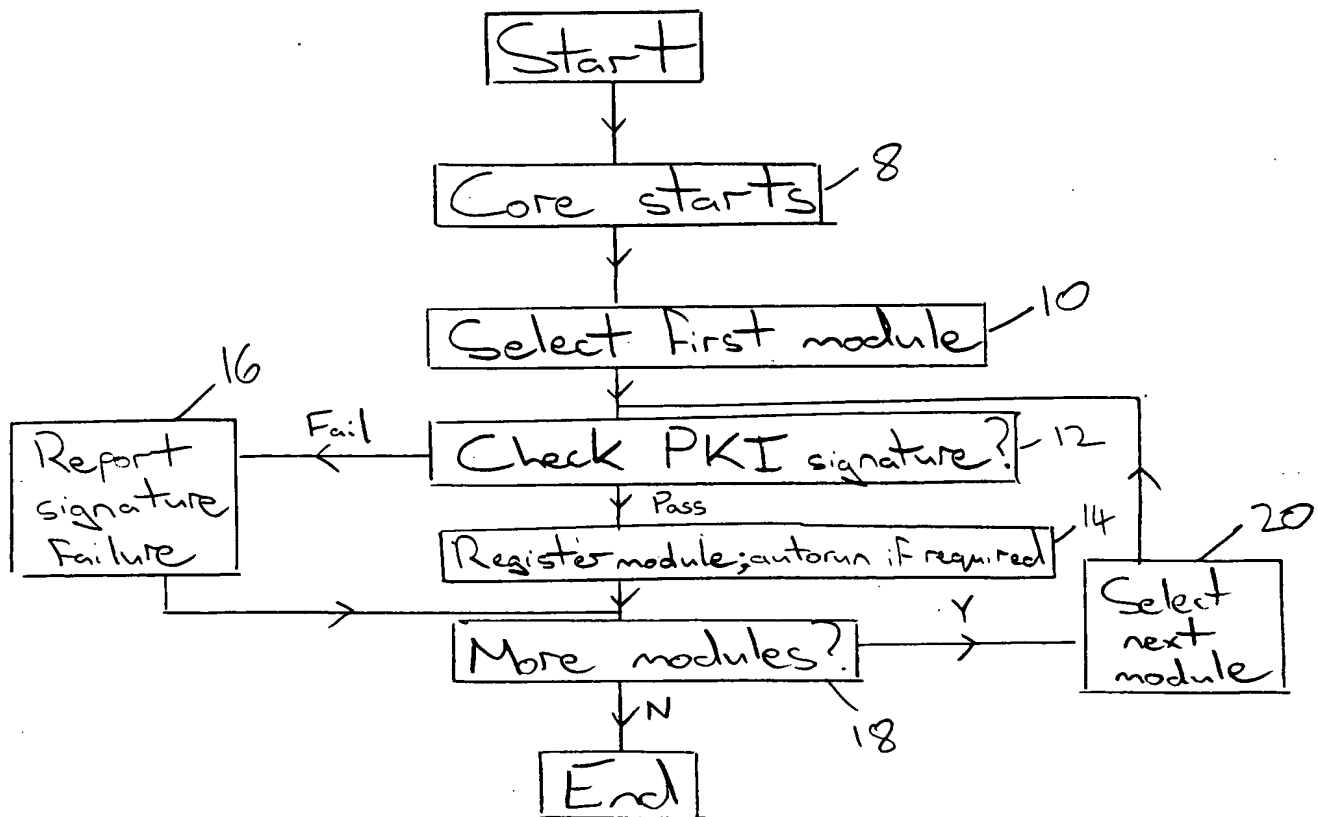 Start
Core starts
8
Select first module
10
16
Fail
Check PKI signature?
12
Report
signature
failure
Pass
Register module; autorun if required
14
20
Select
next
module
More modules?
Y
18
N
End